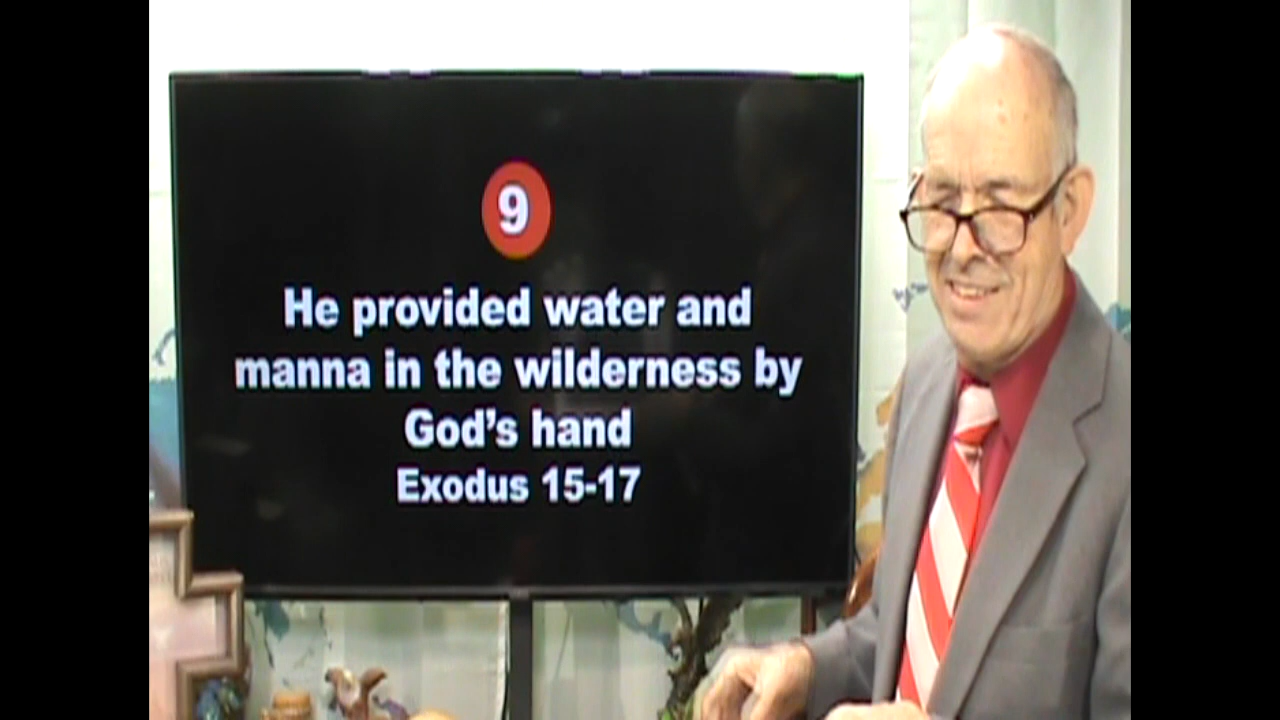 9
He provided water and
manna in the wilderness by
God's hand
Exodus 15-17